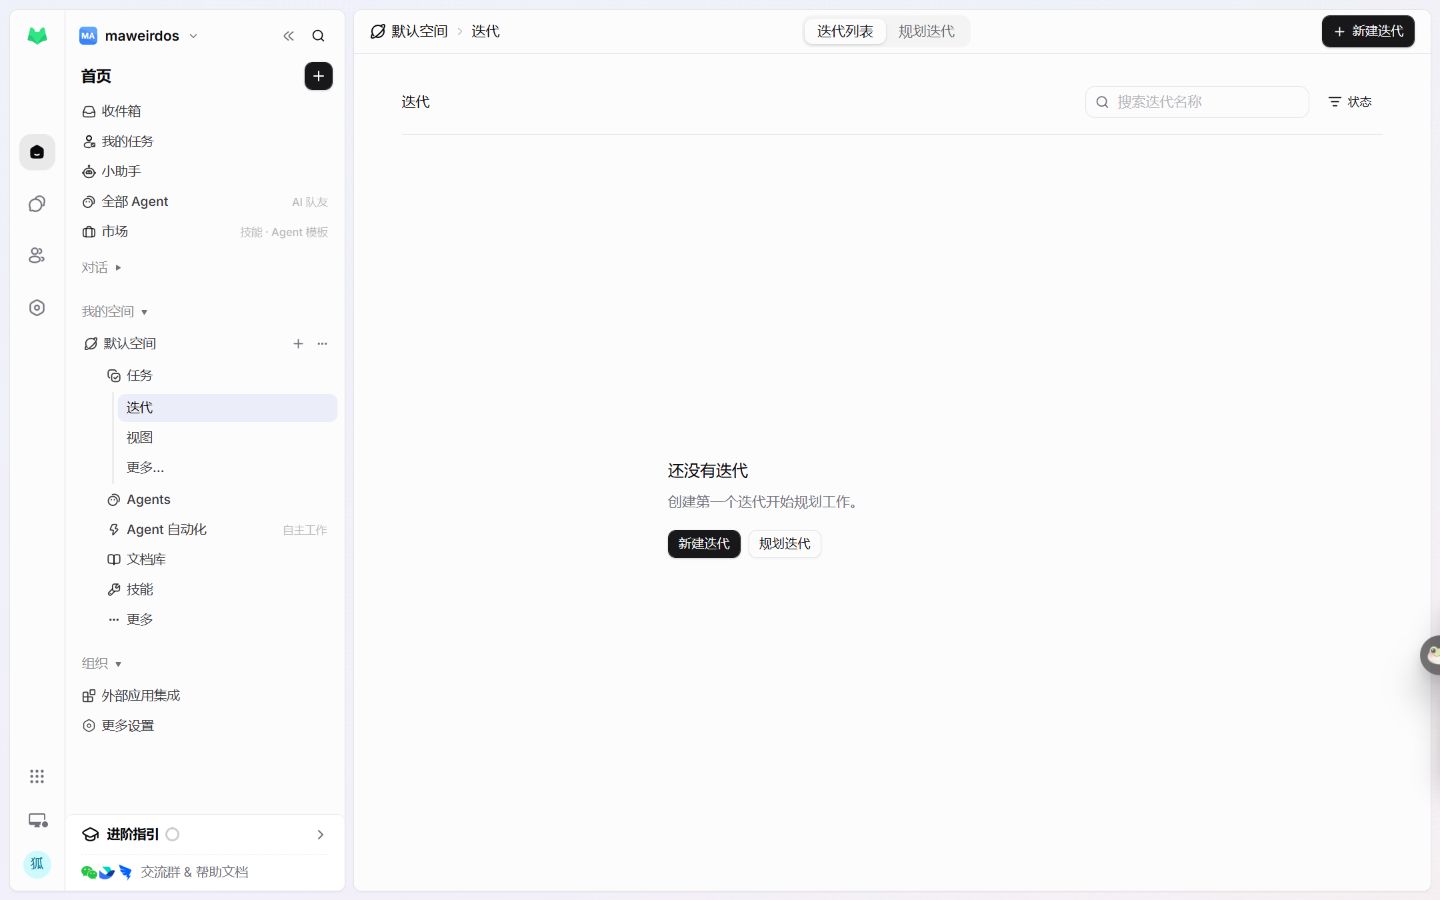 MA maweirdos
首页
收件箱
我的任务
小助手
全部 Agent AI 队友
市场 技能 · Agent 模板
对话
我的空间
默认空间
任务
迭代
视图
更多...
Agents
Agent 自动化 自主工作
文档库
技能
更多
组织
外部应用集成
更多设置
进阶指引
狐
交流群 & 帮助文档
默认空间 迭代
迭代列表 规划迭代
新建迭代
迭代
搜索迭代名称
状态
还没有迭代
创建第一个迭代开始规划工作。
新建迭代 规划迭代